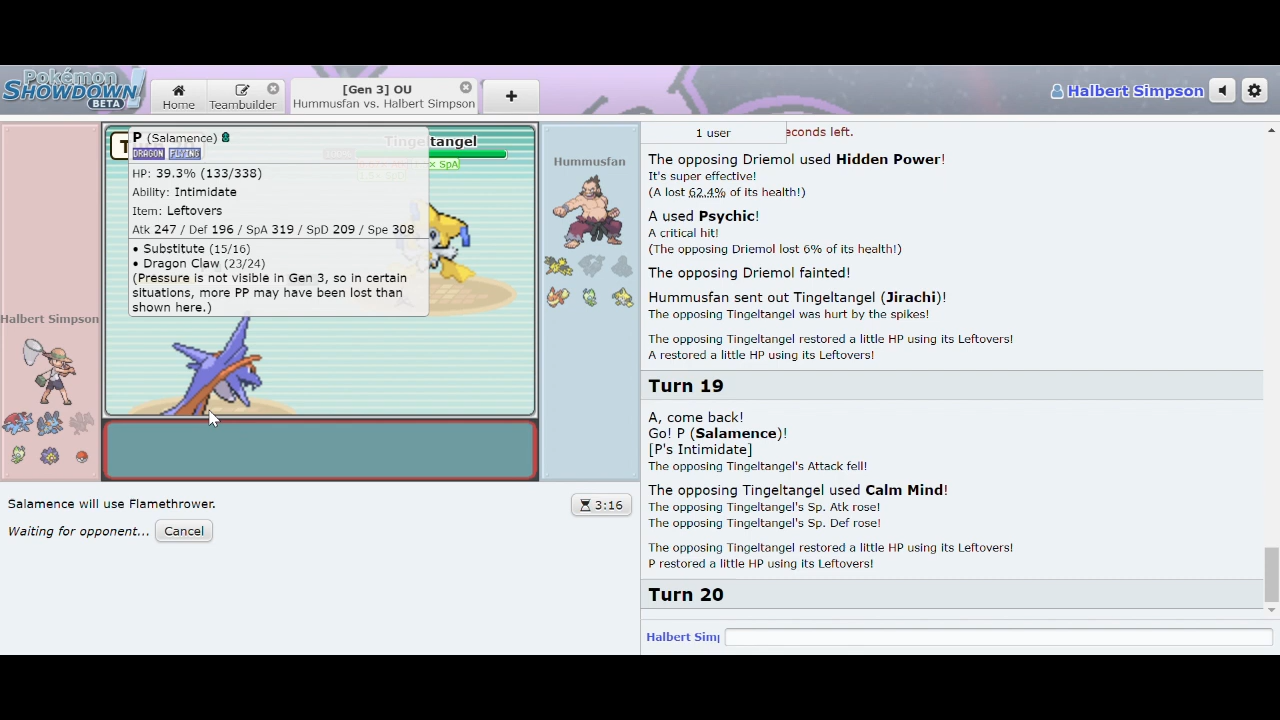 Pokémon
SHOWDOWN!
BETA
Home
Teambuilder
[Gen 3] OU
Hummusfan vs. Halbert Simpson
+
Halbert Simpson
P (Salamence)
DRAGON FLYING
HP: 39.3% (133/338)
Ability: Intimidate
Item: Leftovers
Atk 247 / Def 196 / SpA 319 / SpD 209 / Spe 308
• Substitute (15/16)
• Dragon Claw (23/24)
(Pressure is not visible in Gen 3, so in certain
situations, more PP may have been lost than
shown here.)
Tingeltangel
× SpA
Halbert Simpson
Hummusfan
Salamence will use Flamethrower.
3:16
Waiting for opponent...
Cancel
1 user
econds left.
The opposing Driemol used Hidden Power!
It's super effective!
(A lost 62.4% of its health!)
A used Psychic!
A critical hit!
(The opposing Driemol lost 6% of its health!)
The opposing Driemol fainted!
Hummusfan sent out Tingeltangel (Jirachi)!
The opposing Tingeltangel was hurt by the spikes!
The opposing Tingeltangel restored a little HP using its Leftovers!
A restored a little HP using its Leftovers!
Turn 19
A, come back!
Go! P (Salamence)!
[P's Intimidate]
The opposing Tingeltangel's Attack fell!
The opposing Tingeltangel used Calm Mind!
The opposing Tingeltangel's Sp. Atk rose!
The opposing Tingeltangel's Sp. Def rose!
The opposing Tingeltangel restored a little HP using its Leftovers!
P restored a little HP using its Leftovers!
Turn 20
Halbert Simp